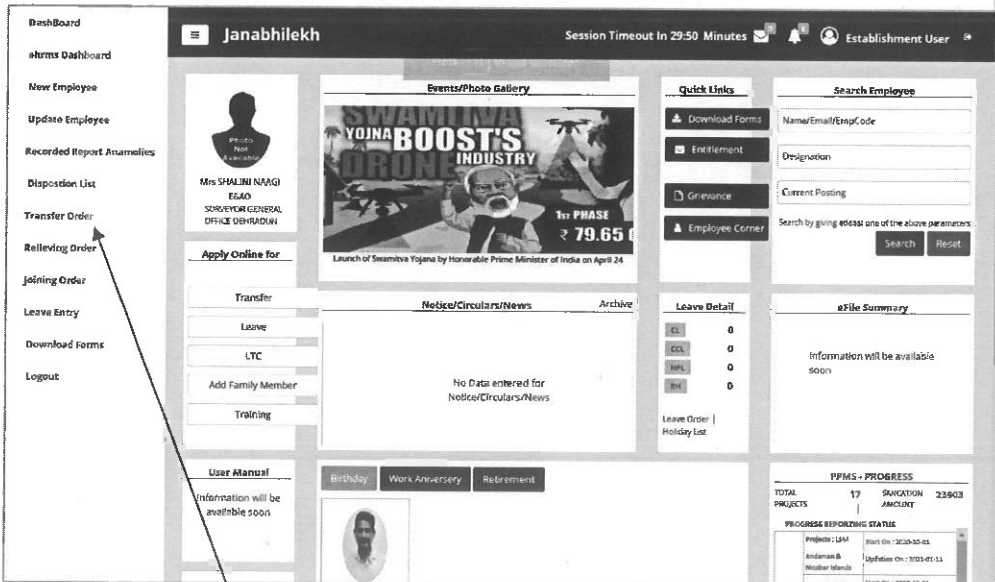 DashBoard
ehrms Dashboard
New Employee
Update Employee
Recorded Report Anamolies
Dispostion List
Transfer Order
Relieving Order
Joining Order
Leave Entry
Download Forms
Logout
Janabhilekh
Session Timeout In 29:50 Minutes
Establishment User
Photo
Not
Available
Mrs SHALINI NAAGI
E&AO
SURVEYOR GENERAL
OFFICE DEHRADUN
Apply Online for
Transfer
Leave
LTC
Add Family Member
Training
User Manual
Information will be
available soon
Events/Photo Gallery
SWAMITVA
YOJNA BOOST'S
DRONE INDUSTRY
1ST PHASE
₹ 79.65
Launch of Swamitva Yojana by Honorable Prime Minister of India on April 24
Notice/Circulars/News
Archive
No Data entered for
Notice/Circulars/News
Birthday
Work Aniversery
Retirement
Quick Links
Download Forms
Entitlement
Grievance
Employee Corner
Leave Detail
CL 0
CCL 0
HPL 0
RH 0
Leave Order |
Holiday List
Search Employee
Name/Email/EmpCode
Designation
Current Posting
Search by giving atleast one of the above parameters
Search Reset
eFile Summary
Information will be available
soon
PPMS - PROGRESS
TOTAL PROJECTS 17 | SANCATION AMOUNT 23903
PROGRESS REPORZING STATUS
Projects : LSM
Andaman &
Nicobar Islands
Start On : 2020-10-01
Updation On : 2021-01-11